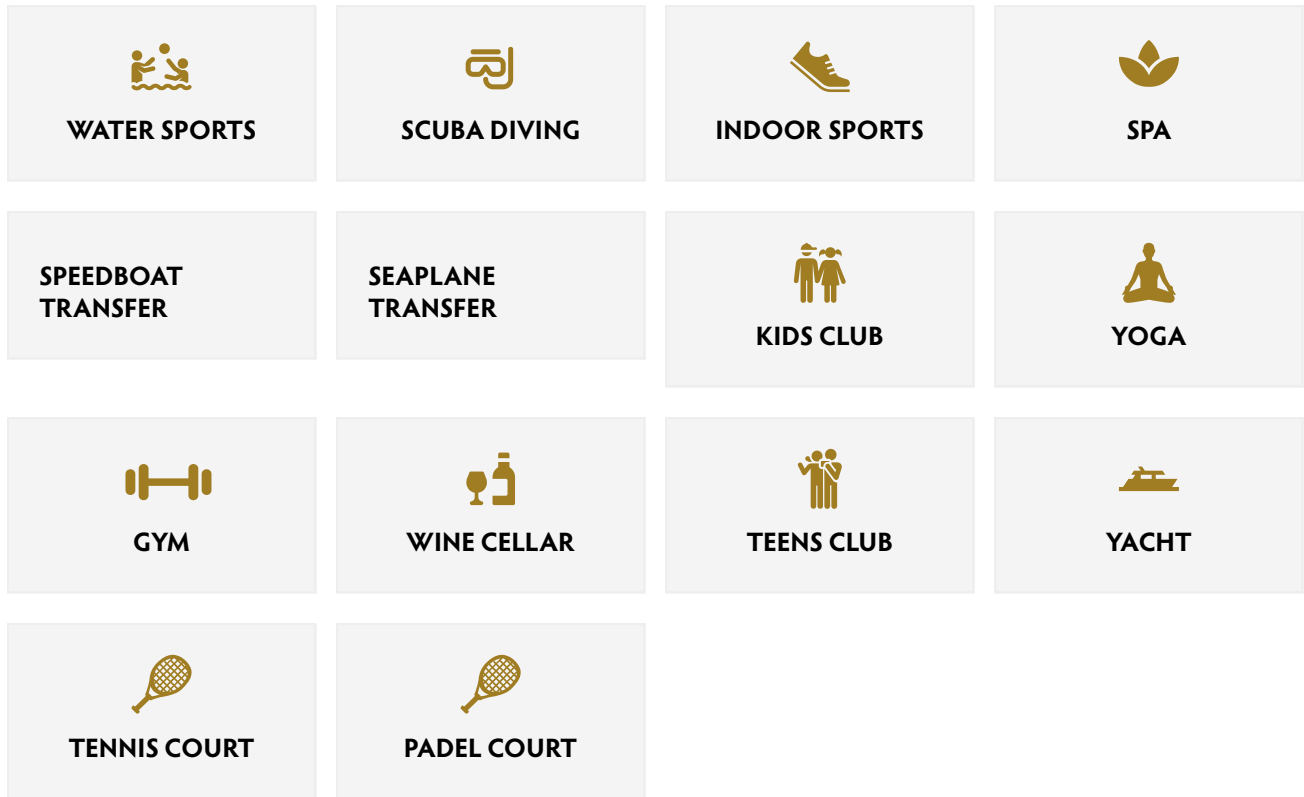 WATER SPORTS
SCUBA DIVING
INDOOR SPORTS
SPA
SPEEDBOAT
TRANSFER
SEAPLANE
TRANSFER
KIDS CLUB
YOGA
GYM
WINE CELLAR
TEENS CLUB
YACHT
TENNIS COURT
PADEL COURT